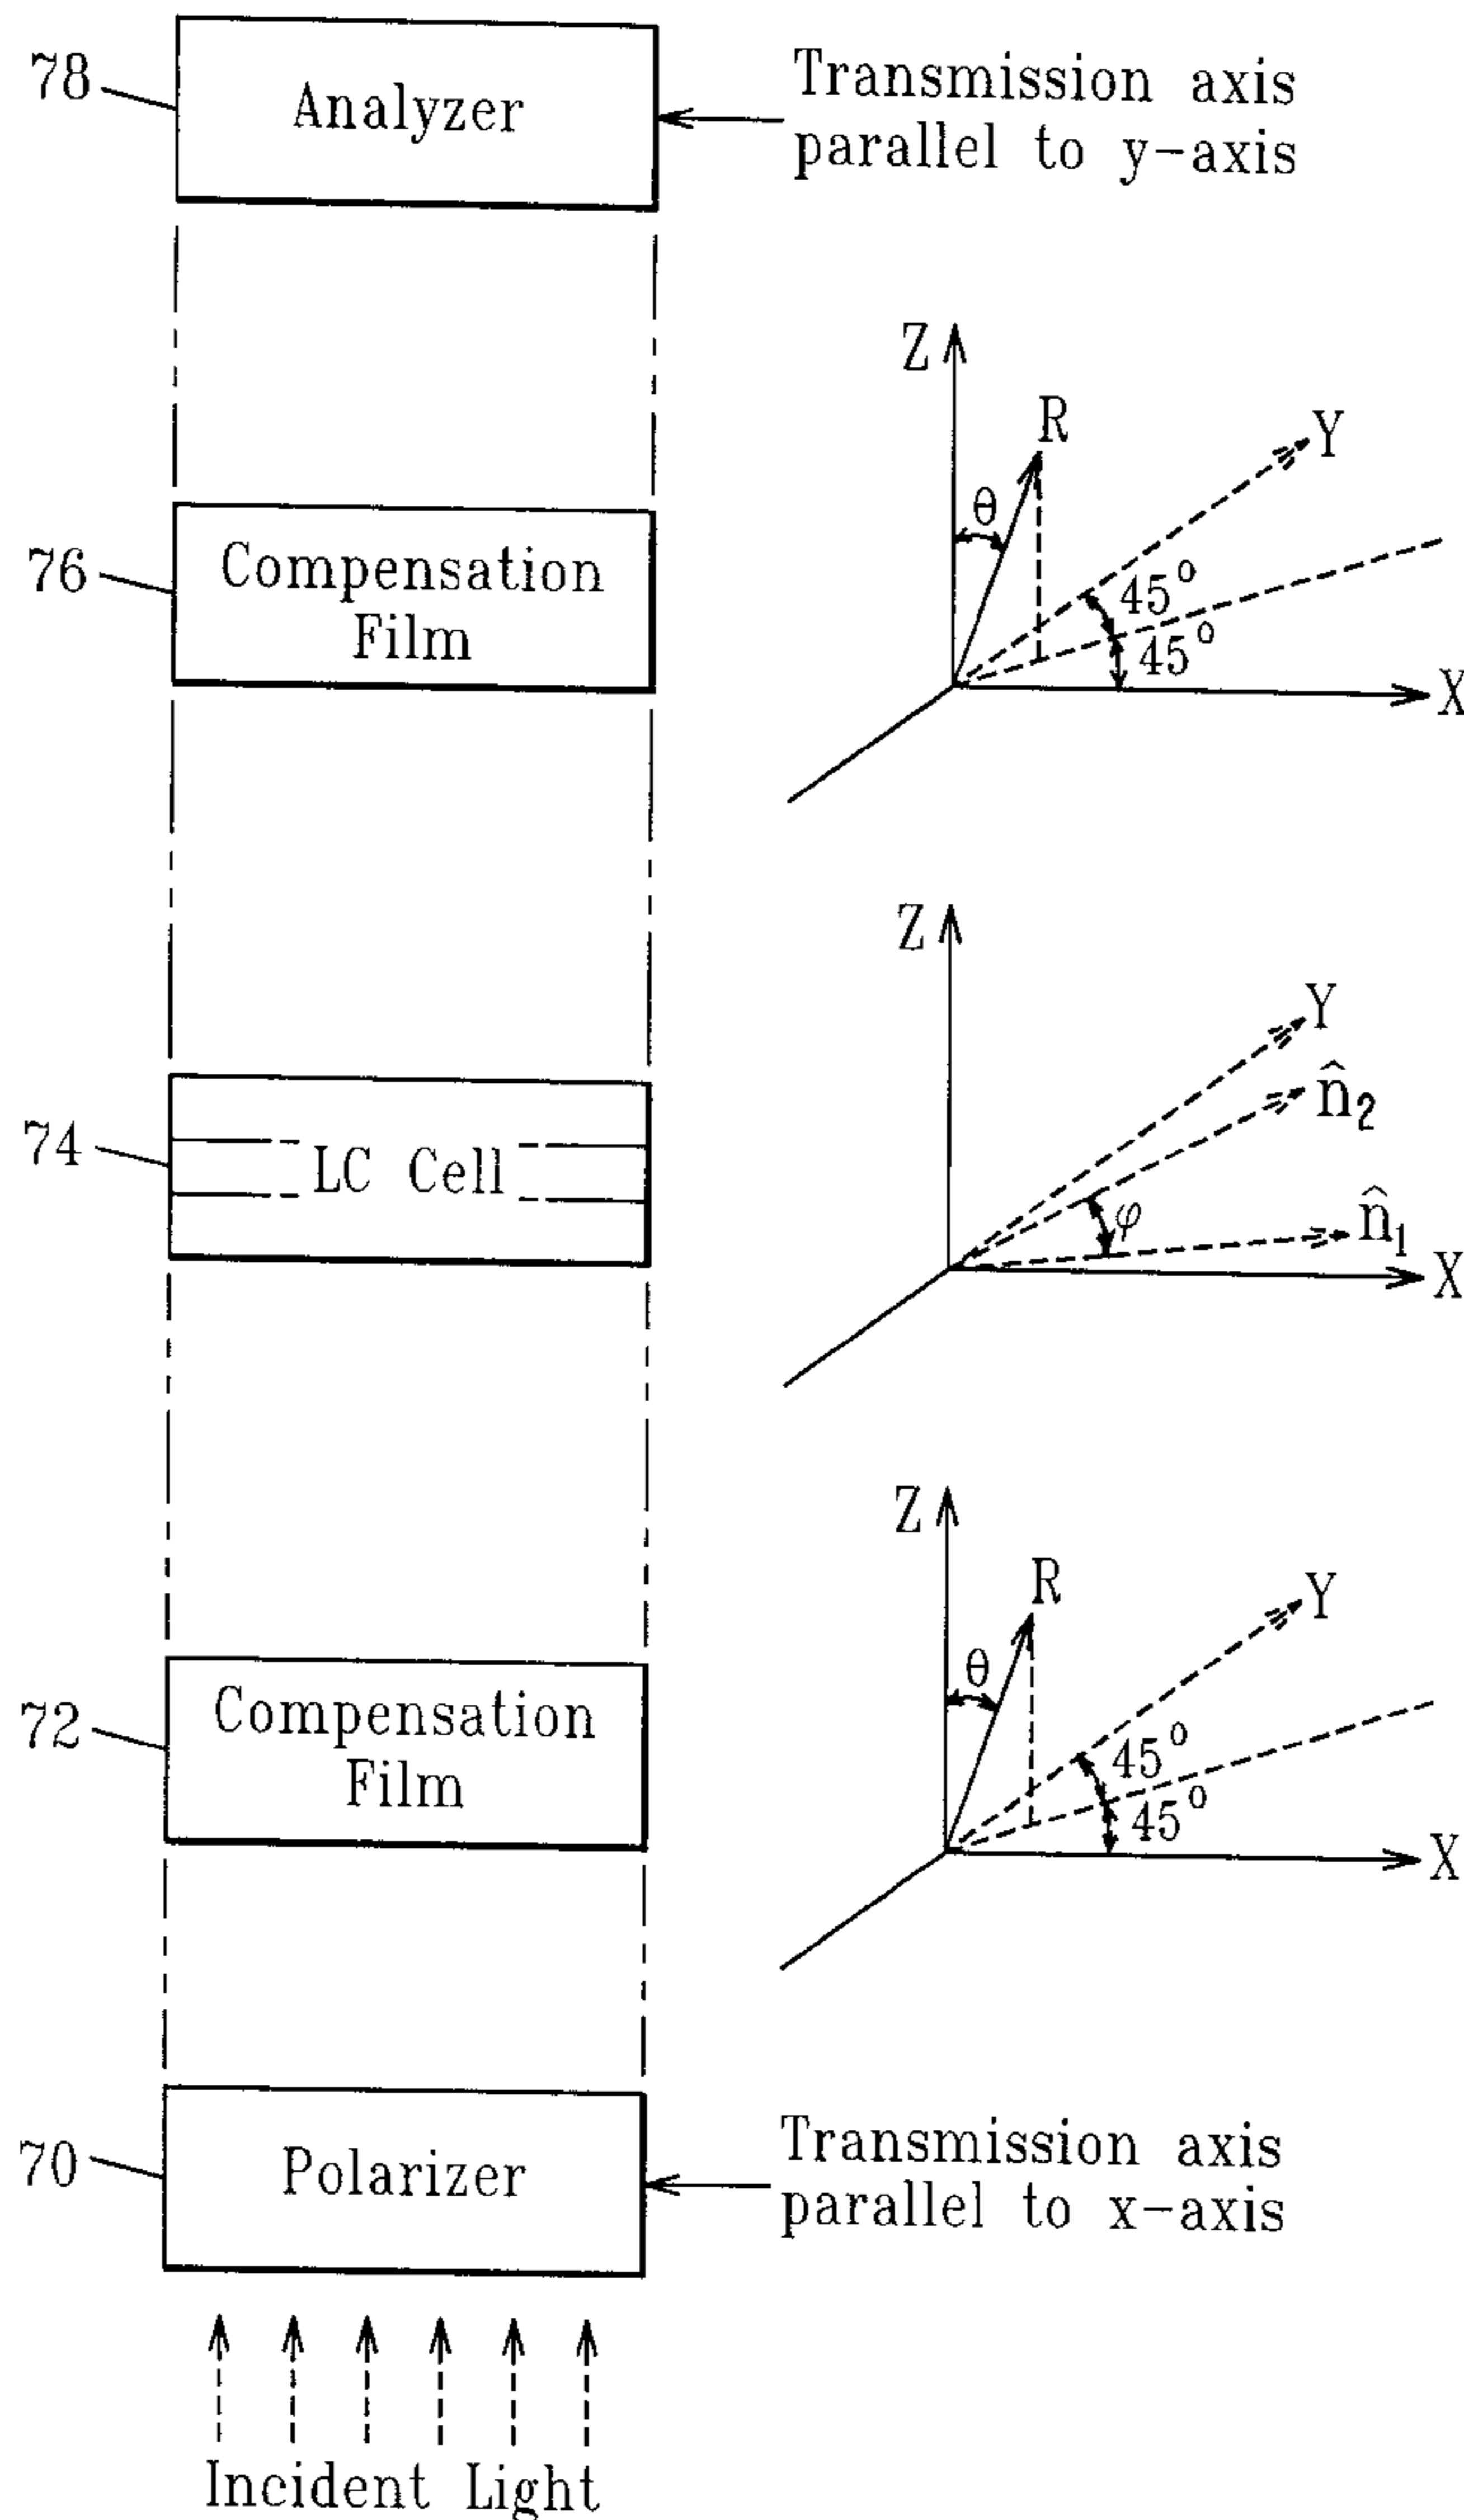 78
Analyzer
Transmission axis
parallel to y-axis
76
Compensation
Film
Z
R
θ
Y
45°
45°
X
74
LC Cell
Z
Y
n̂₂
φ
n̂₁
X
72
Compensation
Film
Z
R
θ
Y
45°
45°
X
70
Polarizer
Transmission axis
parallel to x-axis
Incident Light